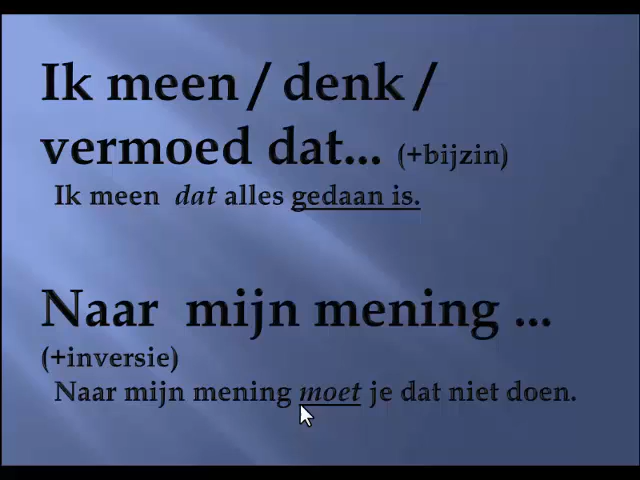 Ik meen / denk /
vermoed dat... (+bijzin)
Ik meen dat alles gedaan is.
Naar mijn mening ...
(+inversie)
Naar mijn mening moet je dat niet doen.